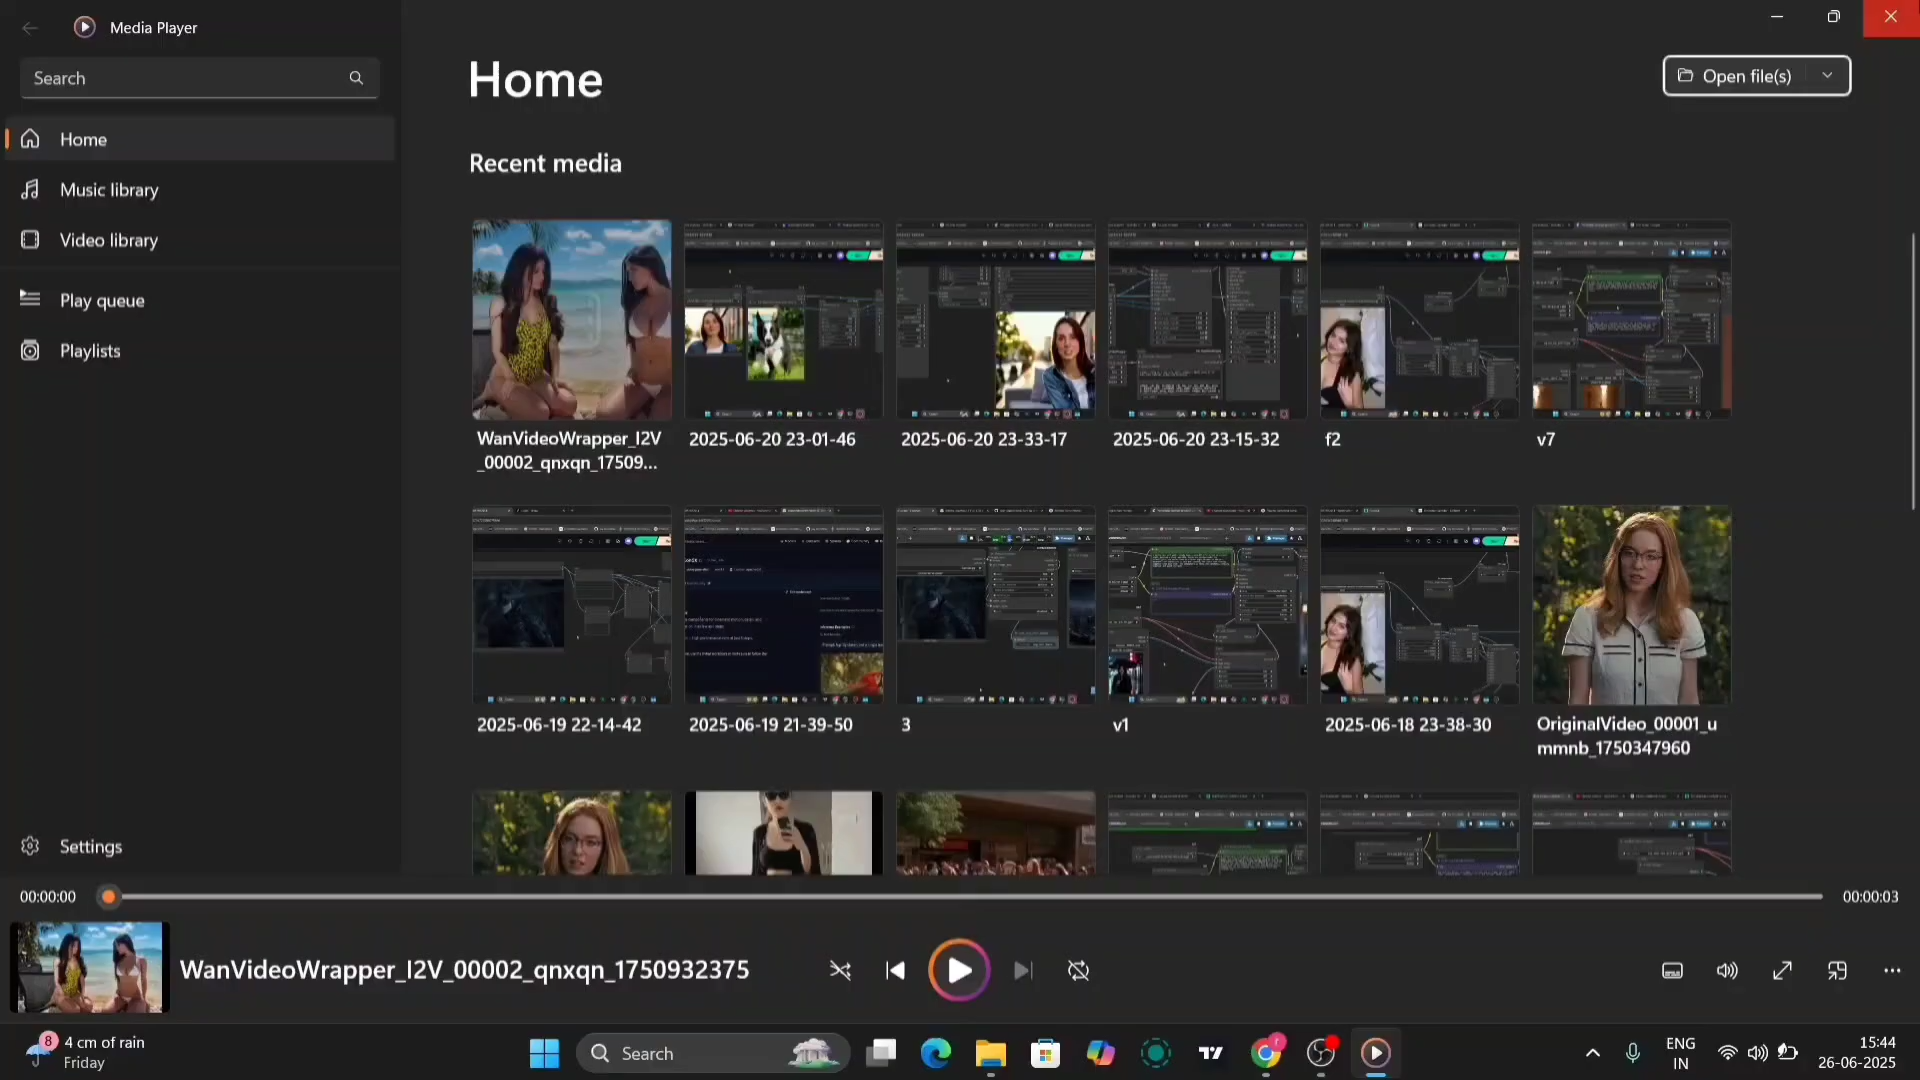 Media Player
Search
Home
Music library
Video library
Play queue
Playlists
Settings
Home
Open file(s)
Recent media
WanVideoWrapper_I2V
_00002_qnxqn_17509...
2025-06-20 23-01-46
2025-06-20 23-33-17
2025-06-20 23-15-32
f2
v7
2025-06-19 22-14-42
2025-06-19 21-39-50
3
v1
2025-06-18 23-38-30
OriginalVideo_00001_u
mmnb_1750347960
00:00:00
00:00:03
WanVideoWrapper_I2V_00002_qnxqn_1750932375
8
4 cm of rain
Friday
Search
ENG
IN
15:44
26-06-2025